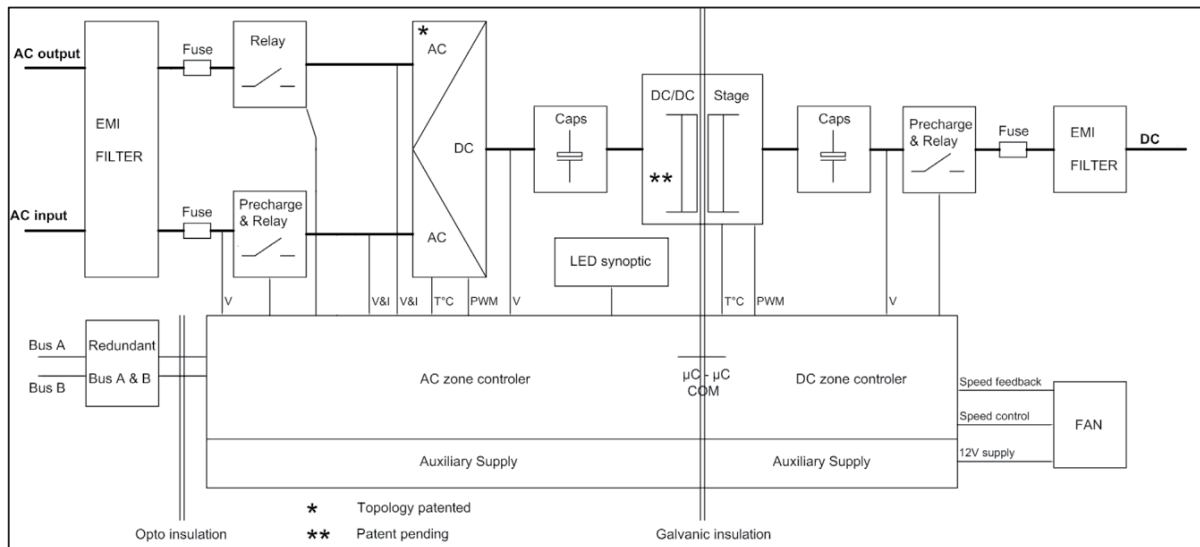 AC output
Fuse
Relay
*
AC
EMI
FILTER
DC
Caps
DC/DC
Stage
**
Caps
Precharge
& Relay
Fuse
EMI
FILTER
DC
AC input
Fuse
Precharge
& Relay
AC
LED synoptic
V
V&I
V&I
T°C
PWM
V
T°C
PWM
V
Bus A
Bus B
Redundant
Bus A & B
AC zone controler
µC - µC
COM
DC zone controler
Speed feedback
Speed control
12V supply
FAN
Auxiliary Supply
Auxiliary Supply
* Topology patented
** Patent pending
Opto insulation
Galvanic insulation